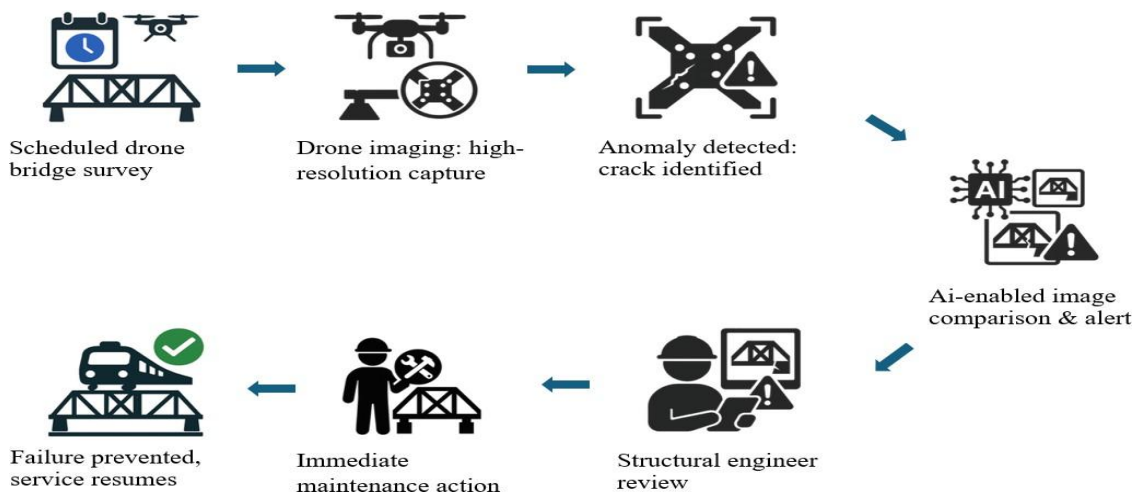 Scheduled drone
bridge survey
Drone imaging: high-
resolution capture
Anomaly detected:
crack identified
AI
Ai-enabled image
comparison & alert
Structural engineer
review
Immediate
maintenance action
Failure prevented,
service resumes